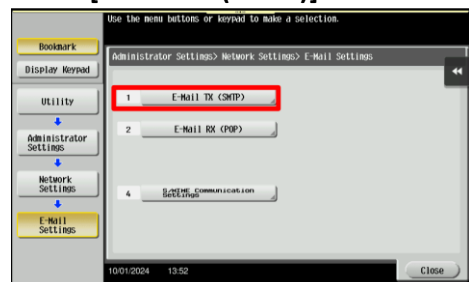 Use the menu buttons or keypad to make a selection.
Bookmark
Display Keypad
Administrator Settings> Network Settings> E-Mail Settings
Utility
1 E-Mail TX (SMTP)
2 E-Mail RX (POP)
Administrator
Settings
Network
Settings
4 S/MIME Communication
Settings
E-Mail
Settings
10/01/2024 13:52
Close